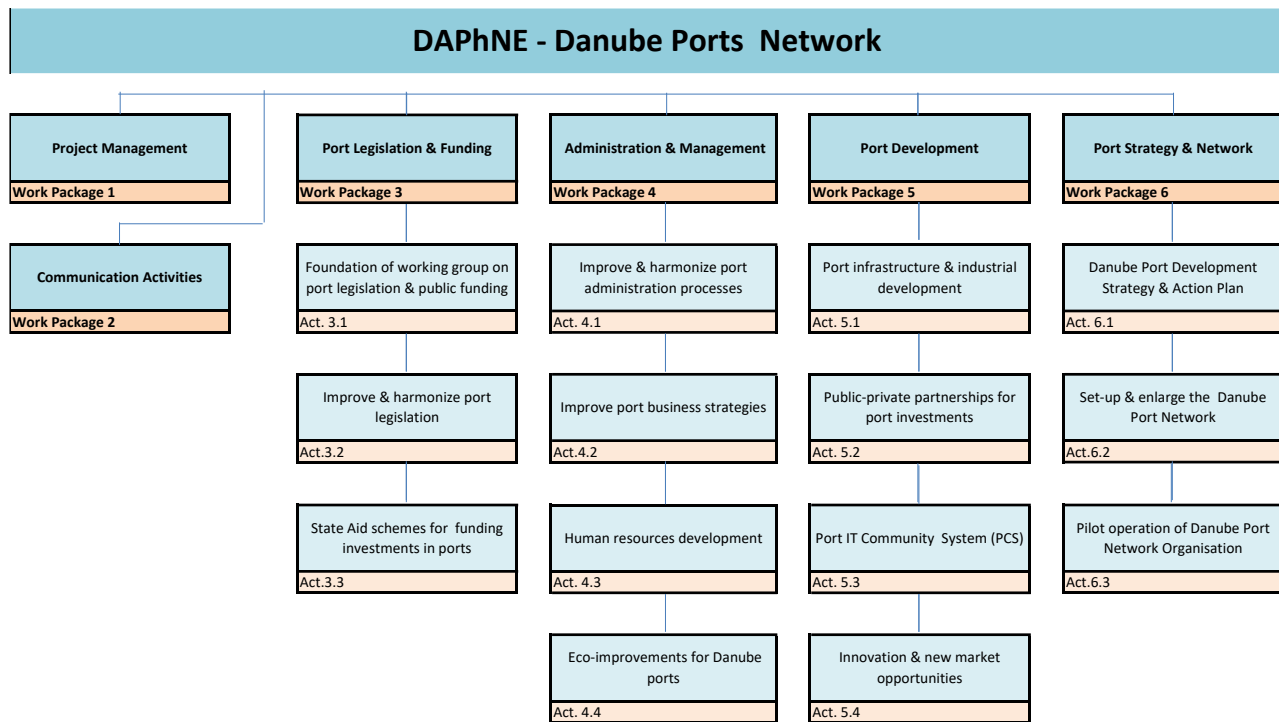 DAPhNE - Danube Ports  Network
Project Management
Work Package 1
Communication Activities
Work Package 2
Port Legislation & Funding
Work Package 3
Foundation of working group on
port legislation & public funding
Act. 3.1
Improve & harmonize port
legislation
Act.3.2
State Aid schemes for  funding
investments in ports
Act.3.3
Administration & Management
Work Package 4
Improve & harmonize port
administration processes
Act. 4.1
Improve port business strategies
Act.4.2
Human resources development
Act. 4.3
Eco-improvements for Danube
ports
Act. 4.4
Port Development
Work Package 5
Port infrastructure & industrial
development
Act. 5.1
Public-private partnerships for
port investments
Act. 5.2
Port IT Community  System (PCS)
Act. 5.3
Innovation & new market
opportunities
Act. 5.4
Port Strategy & Network
Work Package 6
Danube Port Development
Strategy & Action Plan
Act. 6.1
Set-up & enlarge the  Danube
Port Network
Act.6.2
Pilot operation of Danube Port
Network Organisation
Act.6.3